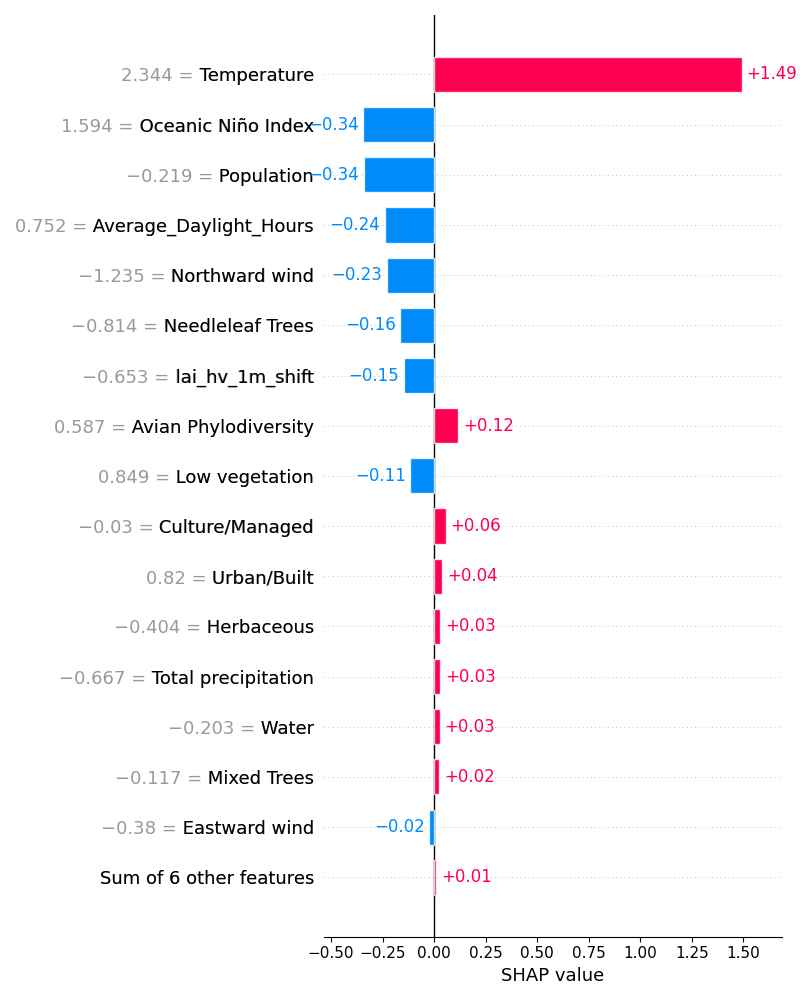 2.344 = Temperature +1.49
1.594 = Oceanic Niño Index −0.34
−0.219 = Population −0.34
0.752 = Average_Daylight_Hours −0.24
−1.235 = Northward wind −0.23
−0.814 = Needleleaf Trees −0.16
−0.653 = lai_hv_1m_shift −0.15
0.587 = Avian Phylodiversity +0.12
0.849 = Low vegetation −0.11
−0.03 = Culture/Managed +0.06
0.82 = Urban/Built +0.04
−0.404 = Herbaceous +0.03
−0.667 = Total precipitation +0.03
−0.203 = Water +0.03
−0.117 = Mixed Trees +0.02
−0.38 = Eastward wind −0.02
Sum of 6 other features +0.01
−0.50 −0.25 0.00 0.25 0.50 0.75 1.00 1.25 1.50
SHAP value